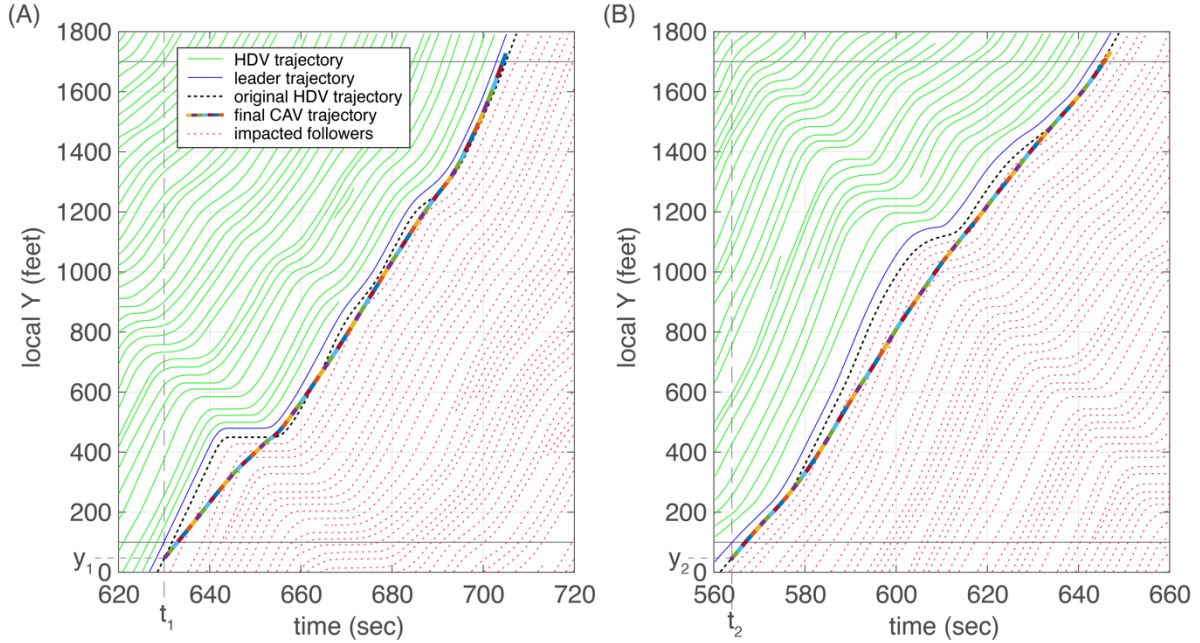 (A)
1800
1600
1400
1200
1000
800
600
400
200
0
local Y (feet)
y1
HDV trajectory
leader trajectory
original HDV trajectory
final CAV trajectory
impacted followers
620
640
660
680
700
720
t1
time (sec)
(B)
1800
1600
1400
1200
1000
800
600
400
200
0
local Y (feet)
y2
560
580
600
620
640
660
t2
time (sec)